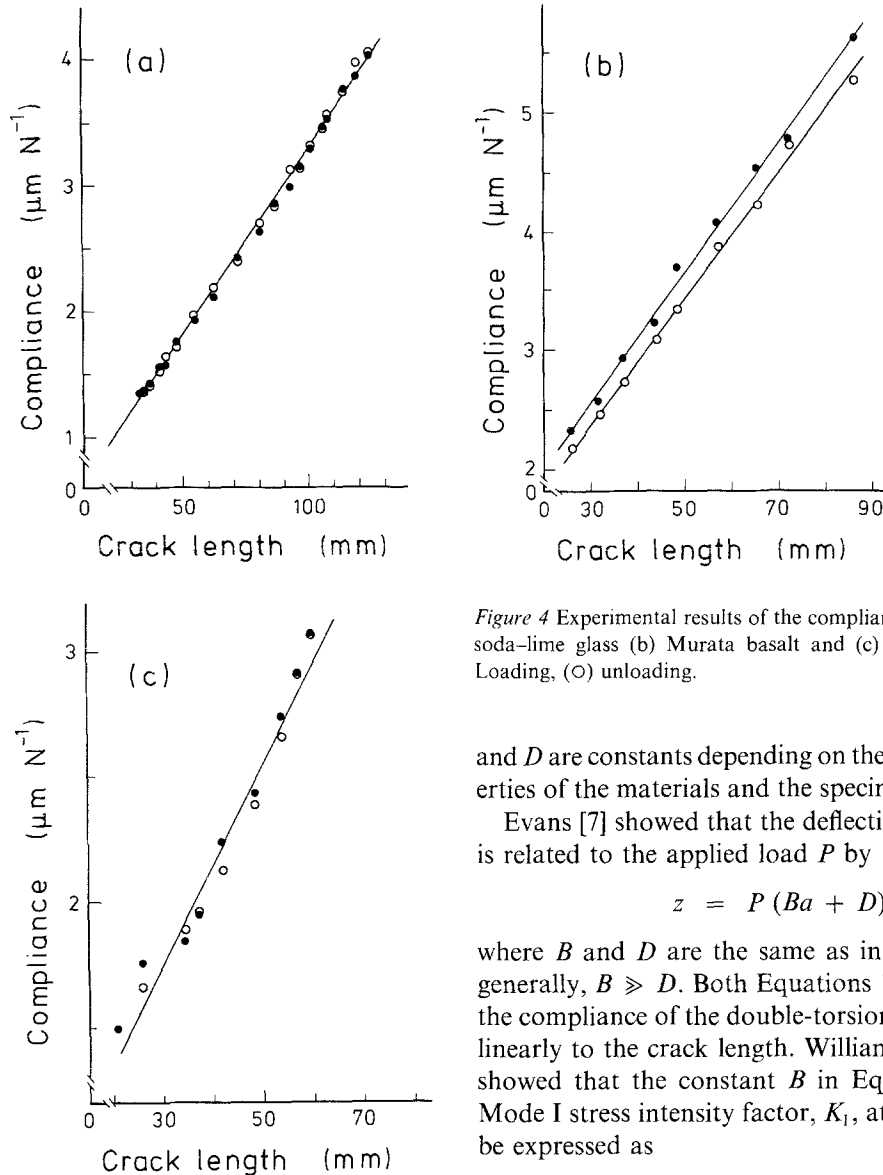 (a)
4
3
2
1
0
50
100
Compliance (μm N⁻¹)
Crack length (mm)
(b)
5
4
3
2
0
0
30
50
70
90
Compliance (μm N⁻¹)
Crack length (mm)
(c)
3
2
0
30
50
70
Compliance (μm N⁻¹)
Crack length (mm)
Figure 4 Experimental results of the complian
soda–lime glass (b) Murata basalt and (c)
Loading, (○) unloading.
and D are constants depending on the
erties of the materials and the specin
Evans [7] showed that the deflecti
is related to the applied load P by
z = P (Ba + D)
where B and D are the same as in
generally, B ≫ D. Both Equations
the compliance of the double-torsion
linearly to the crack length. Willian
showed that the constant B in Eq
Mode I stress intensity factor, K_I, at
be expressed as